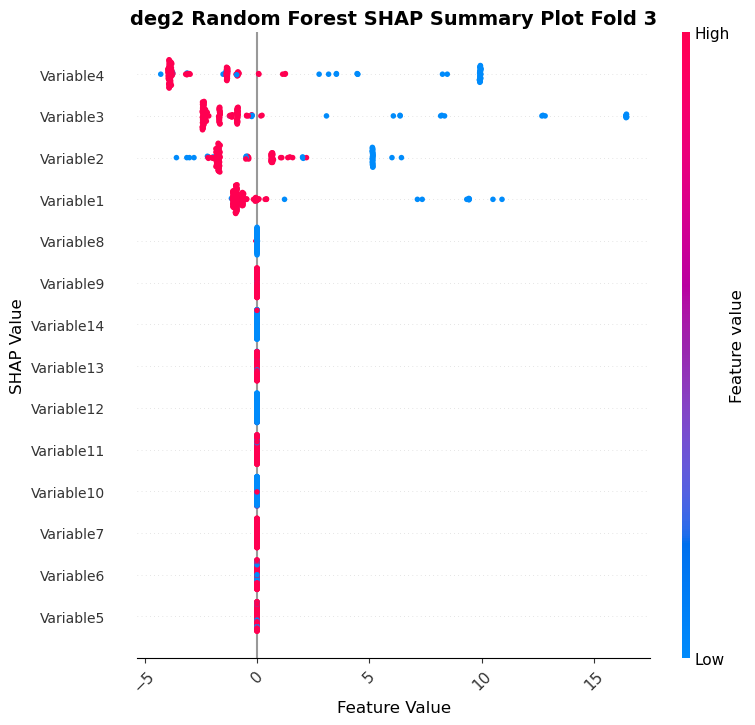 deg2 Random Forest SHAP Summary Plot Fold 3
High
Variable4
Variable3
Variable2
Variable1
Variable8
Variable9
Variable14
Variable13
Variable12
Variable11
Variable10
Variable7
Variable6
Variable5
SHAP Value
Feature value
Low
−5
0
5
10
15
Feature Value